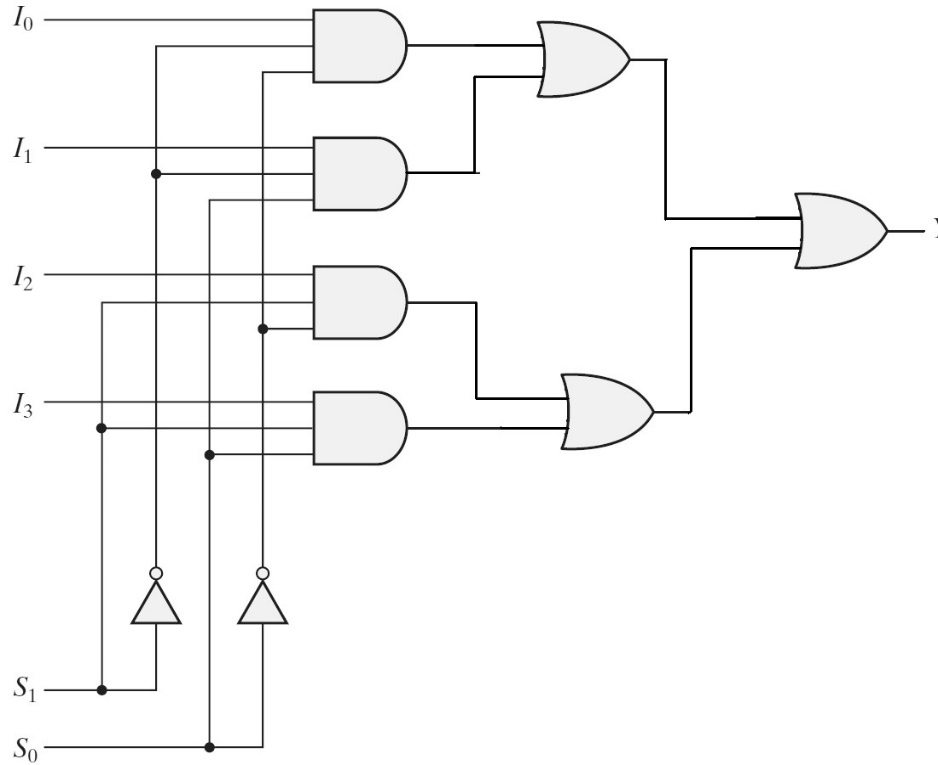 I₀
I₁
Y
I₂
I₃
S₁
S₀